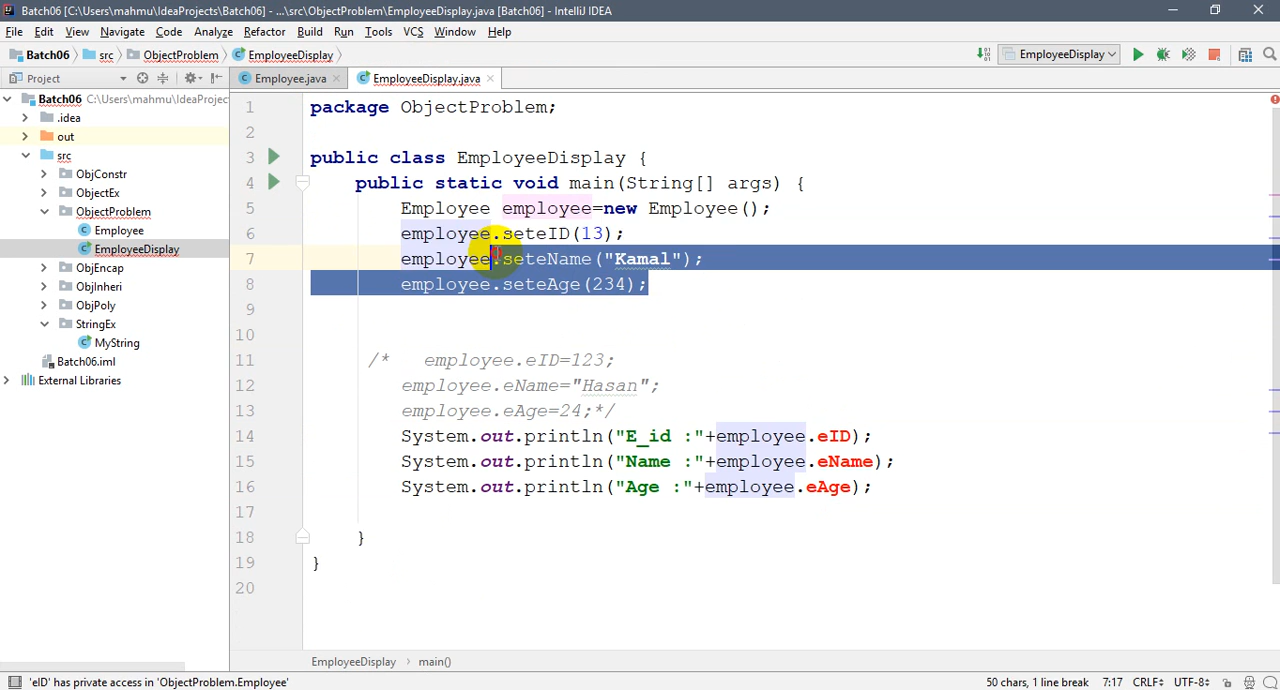 Batch06 [C:\Users\mahmu\IdeaProjects\Batch06] - ...\src\ObjectProblem\EmployeeDisplay.java [Batch06] - IntelliJ IDEA
File Edit View Navigate Code Analyze Refactor Build Run Tools VCS Window Help
Batch06 src ObjectProblem EmployeeDisplay EmployeeDisplay
Project Employee.java EmployeeDisplay.java
Batch06 C:\Users\mahmu\IdeaProjec
.idea
out
src
ObjConstr
ObjectEx
ObjectProblem
Employee
EmployeeDisplay
ObjEncap
ObjInheri
ObjPoly
StringEx
MyString
Batch06.iml
External Libraries
1 package ObjectProblem;
2
3 public class EmployeeDisplay {
4 public static void main(String[] args) {
5 Employee employee=new Employee();
6 employee.seteID(13);
7 employee.seteName("Kamal");
8 employee.seteAge(234);
9
10
11 /* employee.eID=123;
12 employee.eName="Hasan";
13 employee.eAge=24;*/
14 System.out.println("E_id :"+employee.eID);
15 System.out.println("Name :"+employee.eName);
16 System.out.println("Age :"+employee.eAge);
17
18 }
19 }
20
EmployeeDisplay › main()
'eID' has private access in 'ObjectProblem.Employee' 50 chars, 1 line break 7:17 CRLF UTF-8